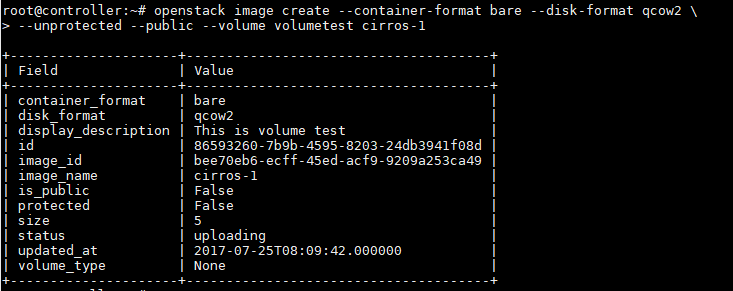 root@controller:~# openstack image create --container-format bare --disk-format qcow2 \
> --unprotected --public --volume volumetest cirros-1
+---------------------+--------------------------------------+
| Field               | Value                                |
+---------------------+--------------------------------------+
| container_format    | bare                                 |
| disk_format         | qcow2                                |
| display_description | This is volume test                  |
| id                  | 86593260-7b9b-4595-8203-24db3941f08d |
| image_id            | bee70eb6-ecff-45ed-acf9-9209a253ca49 |
| image_name          | cirros-1                             |
| is_public           | False                                |
| protected           | False                                |
| size                | 5                                    |
| status              | uploading                            |
| updated_at          | 2017-07-25T08:09:42.000000           |
| volume_type         | None                                 |
+---------------------+--------------------------------------+